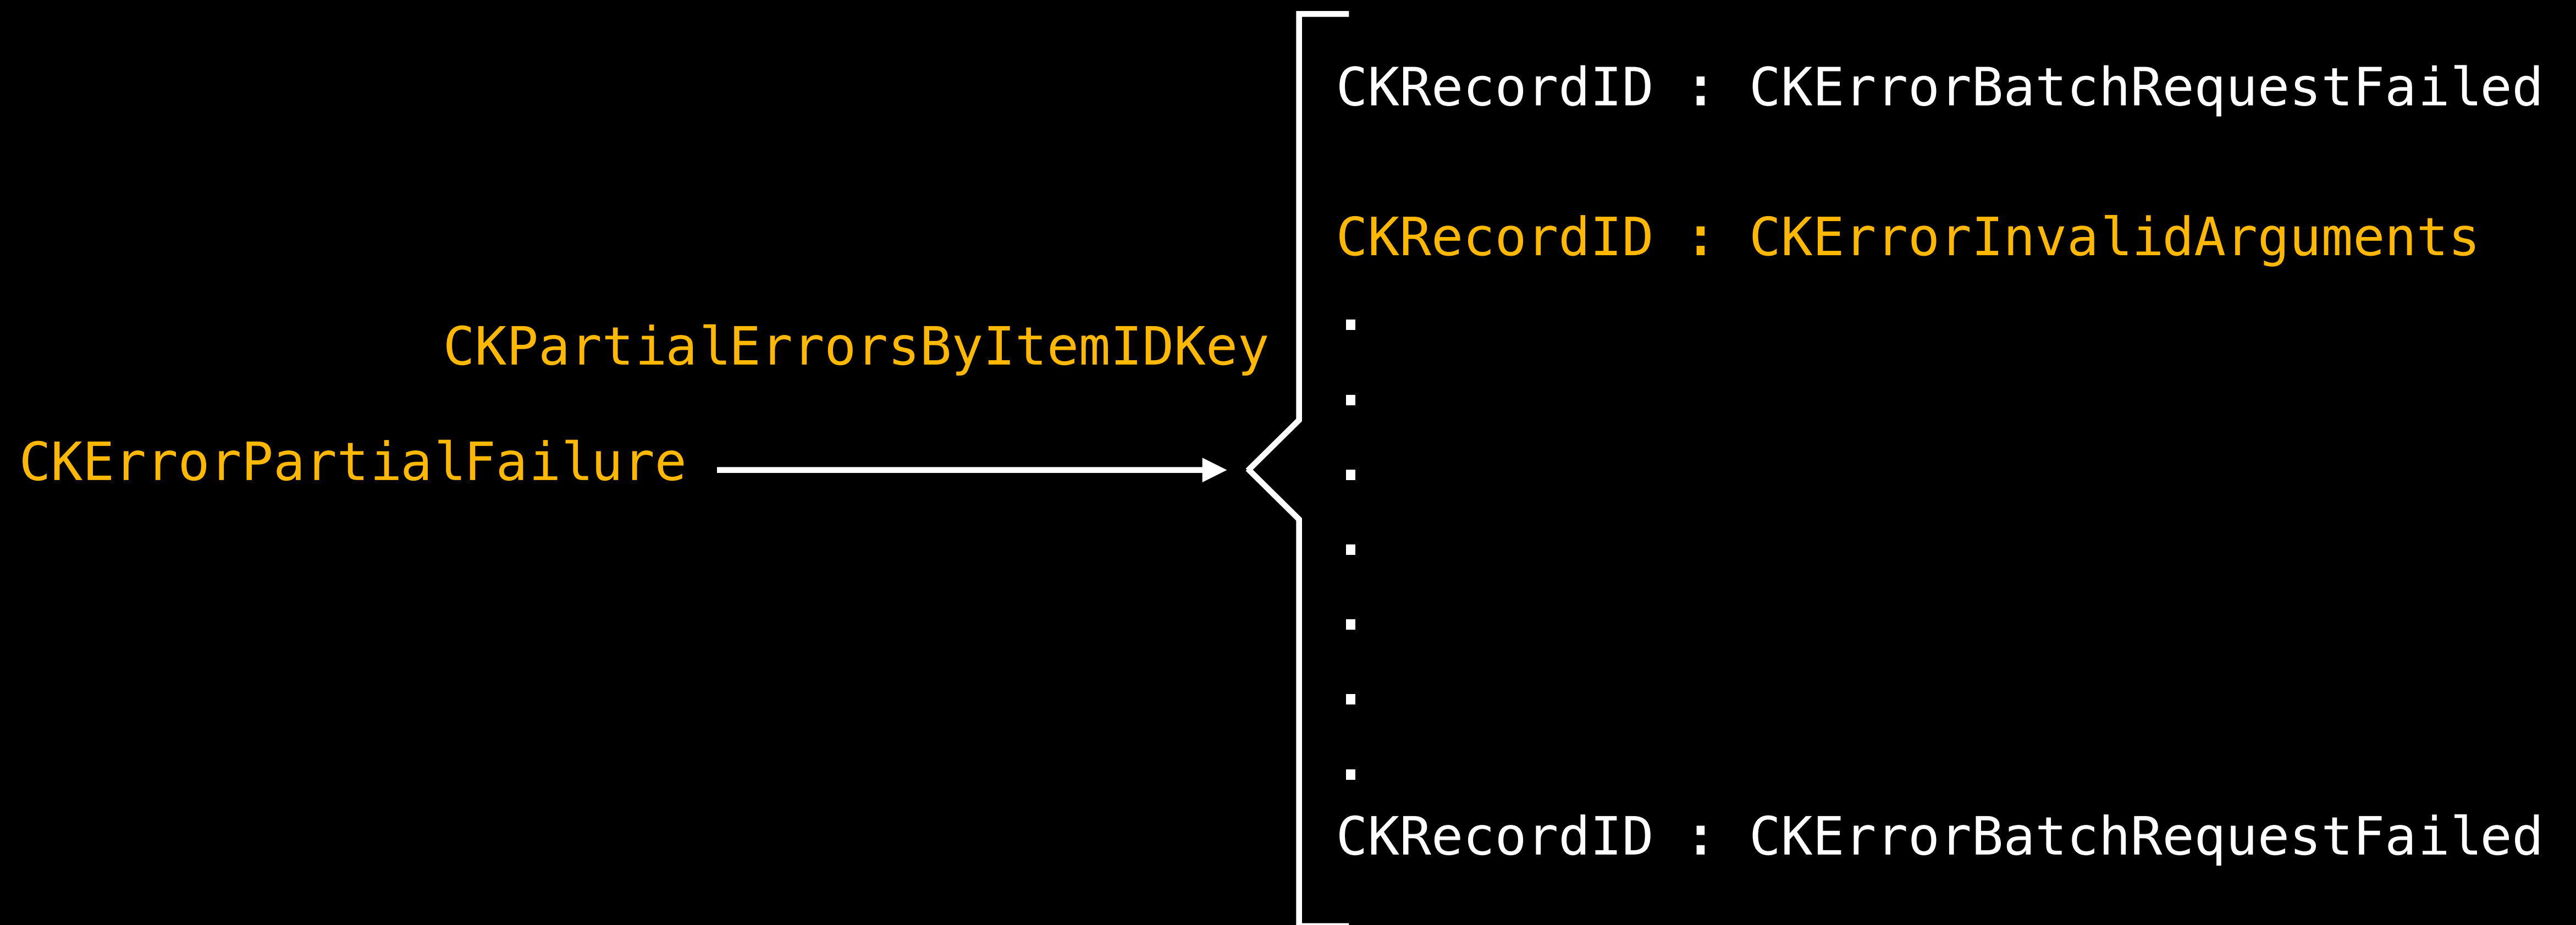 CKRecordID : CKErrorBatchRequestFailed
CKRecordID : CKErrorInvalidArguments
.
.
.
.
.
.
.
CKRecordID : CKErrorBatchRequestFailed
CKPartialErrorsByItemIDKey
CKErrorPartialFailure